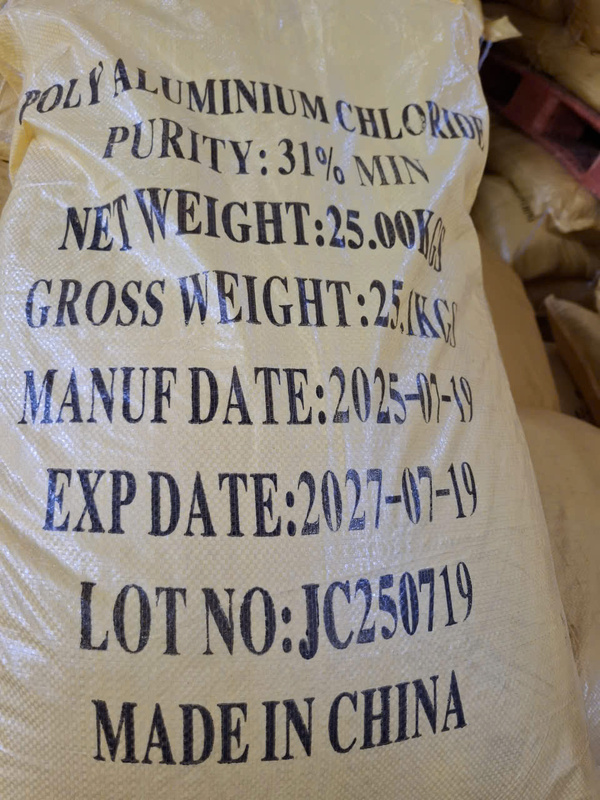 POLY ALUMINIUM CHLORIDE
PURITY: 31% MIN
NET WEIGHT:25.00KGS
GROSS WEIGHT:25.1KGS
MANUF DATE:2025-07-19
EXP DATE:2027-07-19
LOT NO:JC250719
MADE IN CHINA